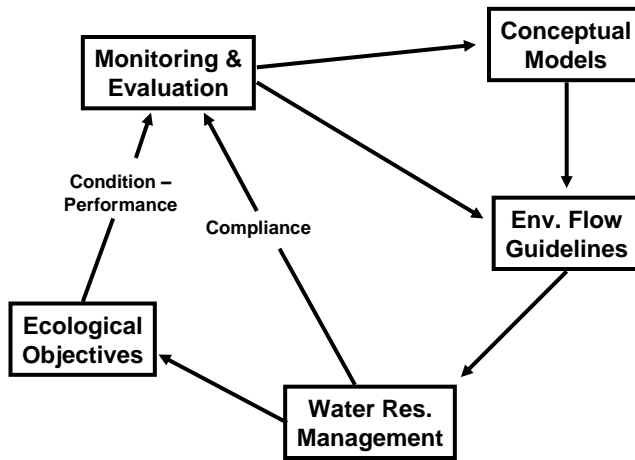 Conceptual
Models
Monitoring &
Evaluation
Condition –
Performance
Compliance
Env. Flow
Guidelines
Ecological
Objectives
Water Res.
Management